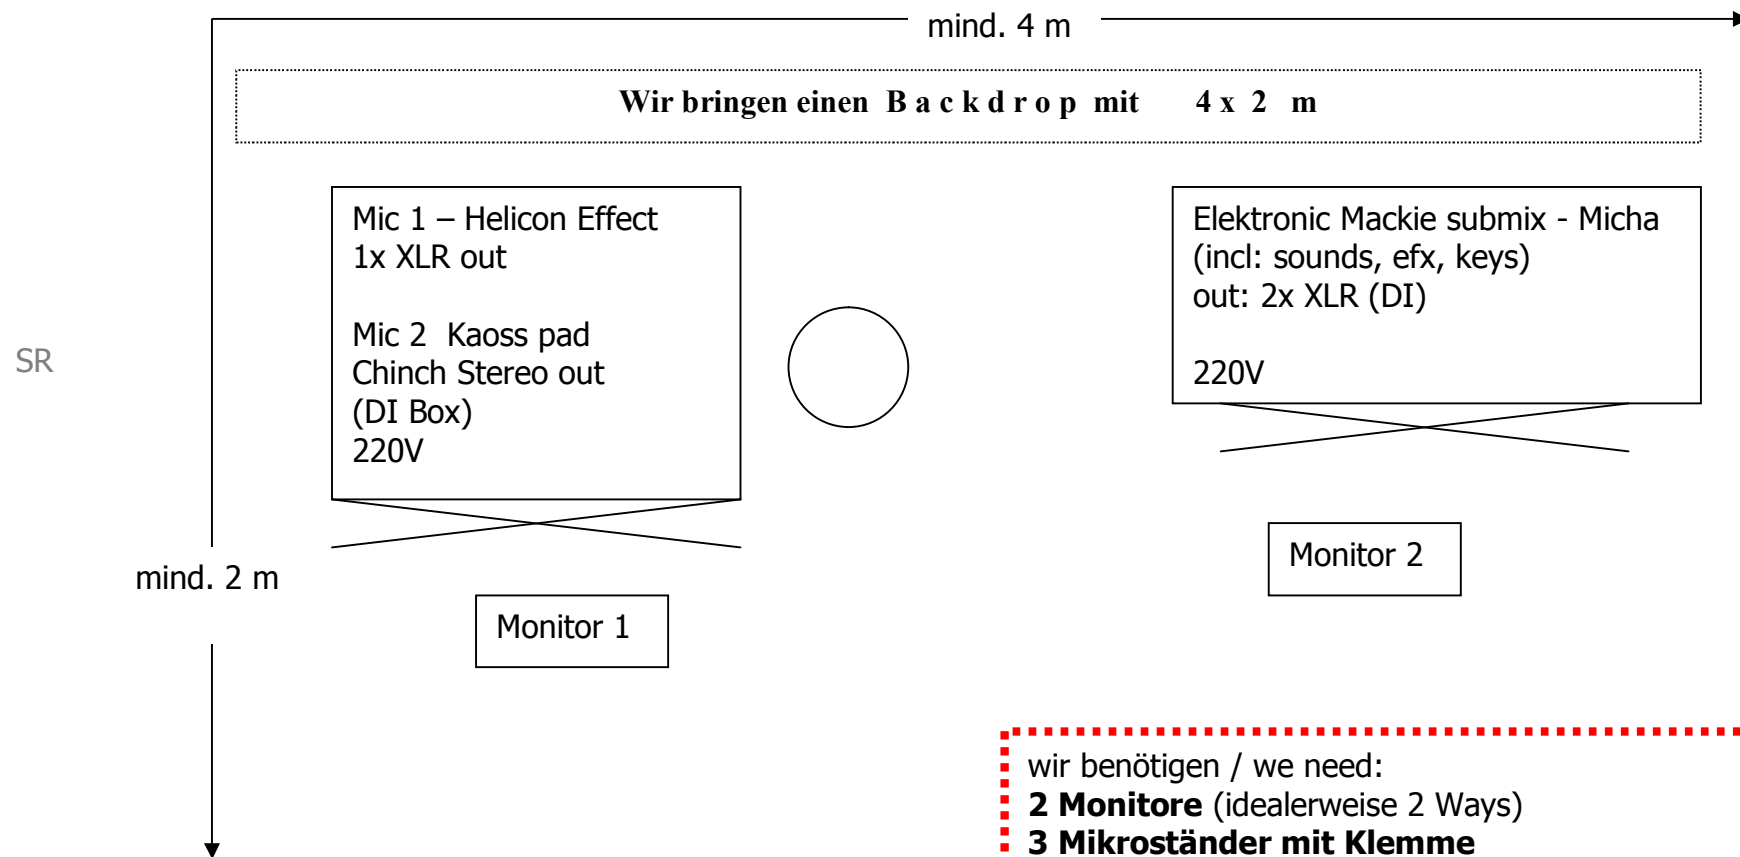 mind. 4 m
Wir bringen einen B a c k d r o p mit 4 x 2 m
Mic 1 – Helicon Effect
1x XLR out
Mic 2 Kaoss pad
Chinch Stereo out
(DI Box)
220V
Elektronic Mackie submix - Micha
(incl: sounds, efx, keys)
out: 2x XLR (DI)
220V
SR
mind. 2 m
Monitor 1
Monitor 2
wir benötigen / we need:
2 Monitore (idealerweise 2 Ways)
3 Mikroständer mit Klemme